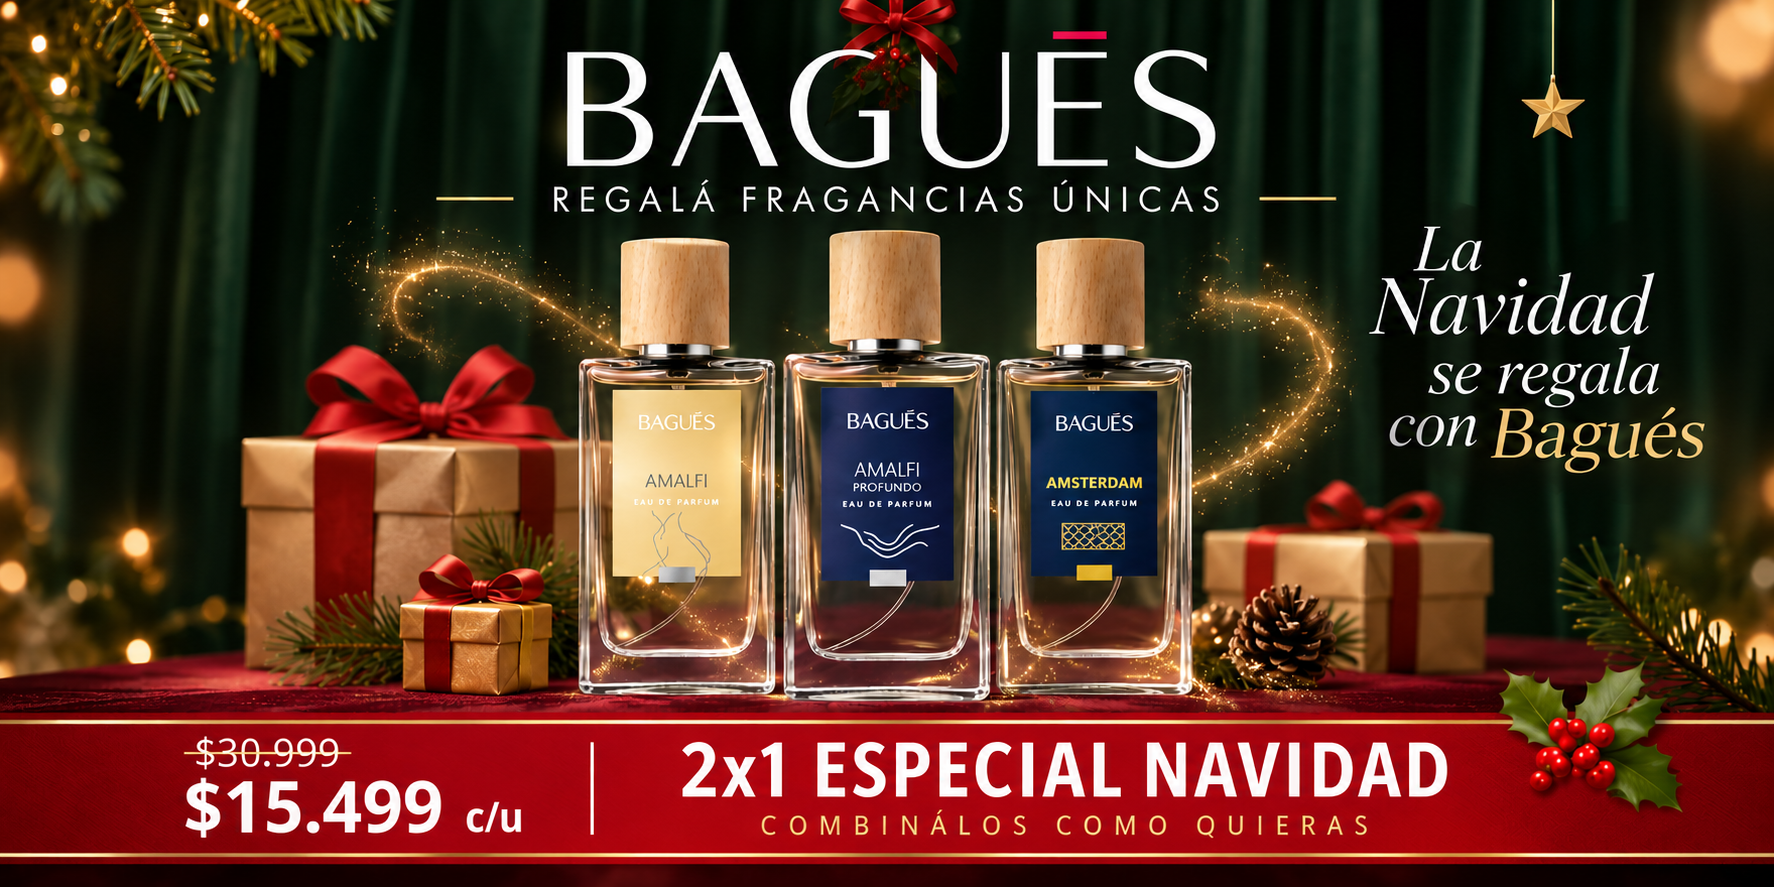 BAGUĒS
REGALÁ FRAGANCIAS ÚNICAS
La
Navidad
se regala
con Bagués
BAGUÉS
AMALFI
EAU DE PARFUM
BAGUÉS
AMALFI
PROFUNDO
EAU DE PARFUM
BAGUÉS
AMSTERDAM
EAU DE PARFUM
$30.999
$15.499 c/u
2x1 ESPECIAL NAVIDAD
COMBINÁLOS COMO QUIERAS